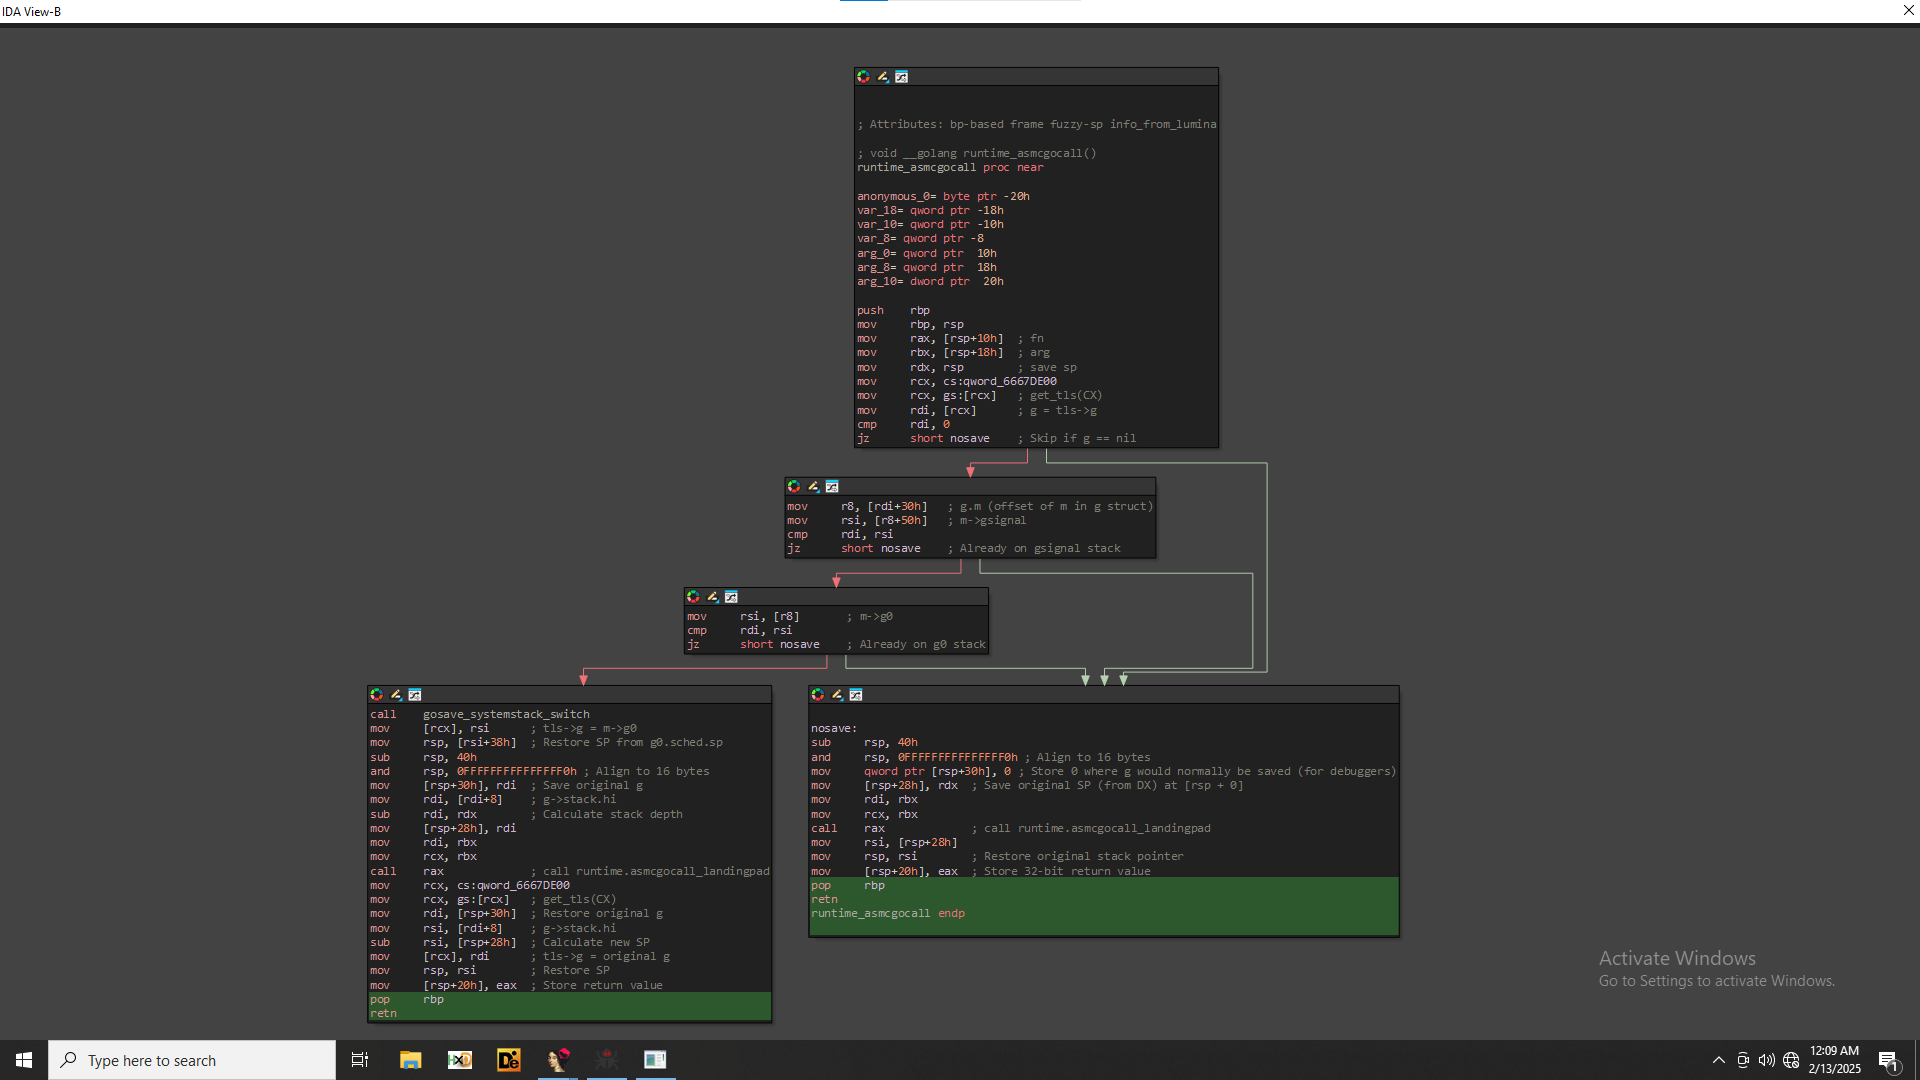 IDA View-B
; Attributes: bp-based frame fuzzy-sp info_from_lumina
; void __golang runtime_asmcgocall()
runtime_asmcgocall proc near
anonymous_0= byte ptr -20h
var_18= qword ptr -18h
var_10= qword ptr -10h
var_8= qword ptr -8
arg_0= qword ptr  10h
arg_8= qword ptr  18h
arg_10= dword ptr  20h
push    rbp
mov     rbp, rsp
mov     rax, [rsp+10h]  ; fn
mov     rbx, [rsp+18h]  ; arg
mov     rdx, rsp        ; save sp
mov     rcx, cs:qword_6667DE00
mov     rcx, gs:[rcx]   ; get_tls(CX)
mov     rdi, [rcx]      ; g = tls->g
cmp     rdi, 0
jz      short nosave    ; Skip if g == nil
mov     r8, [rdi+30h]   ; g.m (offset of m in g struct)
mov     rsi, [r8+50h]   ; m->gsignal
cmp     rdi, rsi
jz      short nosave    ; Already on gsignal stack
mov     rsi, [r8]       ; m->g0
cmp     rdi, rsi
jz      short nosave    ; Already on g0 stack
call    gosave_systemstack_switch
mov     [rcx], rsi      ; tls->g = m->g0
mov     rsp, [rsi+38h]  ; Restore SP from g0.sched.sp
sub     rsp, 40h
and     rsp, 0FFFFFFFFFFFFFFF0h ; Align to 16 bytes
mov     [rsp+30h], rdi  ; Save original g
mov     rdi, [rdi+8]    ; g->stack.hi
sub     rdi, rdx        ; Calculate stack depth
mov     [rsp+28h], rdi
mov     rdi, rbx
mov     rcx, rbx
call    rax             ; call runtime.asmcgocall_landingpad
mov     rcx, cs:qword_6667DE00
mov     rcx, gs:[rcx]   ; get_tls(CX)
mov     rdi, [rsp+30h]  ; Restore original g
mov     rsi, [rdi+8]    ; g->stack.hi
sub     rsi, [rsp+28h]  ; Calculate new SP
mov     [rcx], rdi      ; tls->g = original g
mov     rsp, rsi        ; Restore SP
mov     [rsp+20h], eax  ; Store return value
pop     rbp
retn
nosave:
sub     rsp, 40h
and     rsp, 0FFFFFFFFFFFFFFF0h ; Align to 16 bytes
mov     qword ptr [rsp+30h], 0 ; Store 0 where g would normally be saved (for debuggers)
mov     [rsp+28h], rdx  ; Save original SP (from DX) at [rsp + 0]
mov     rdi, rbx
mov     rcx, rbx
call    rax             ; call runtime.asmcgocall_landingpad
mov     rsi, [rsp+28h]
mov     rsp, rsi        ; Restore original stack pointer
mov     [rsp+20h], eax  ; Store 32-bit return value
pop     rbp
retn
runtime_asmcgocall endp
Activate Windows
Go to Settings to activate Windows.
Type here to search
HXD
De
12:09 AM
2/13/2025
1